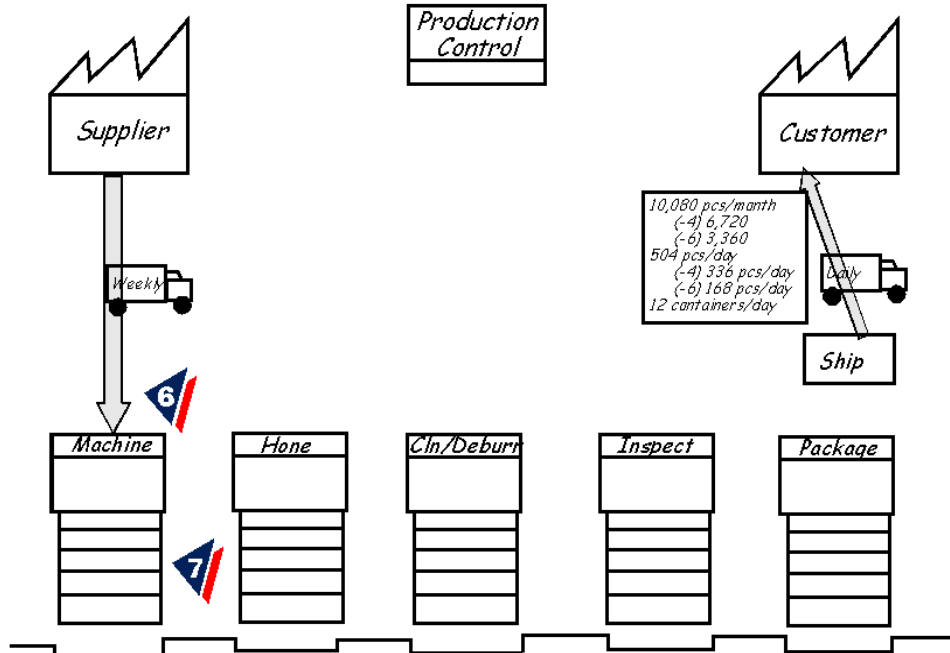 Production
Control
Supplier
Customer
10,080 pcs/month
(-4) 6,720
(-6) 3,360
504 pcs/day
(-4) 336 pcs/day
(-6) 168 pcs/day
12 cantainers/day
Weekly
Daily
Ship
6
Machine
Hone
Cln/Deburr
Inspect
Package
7